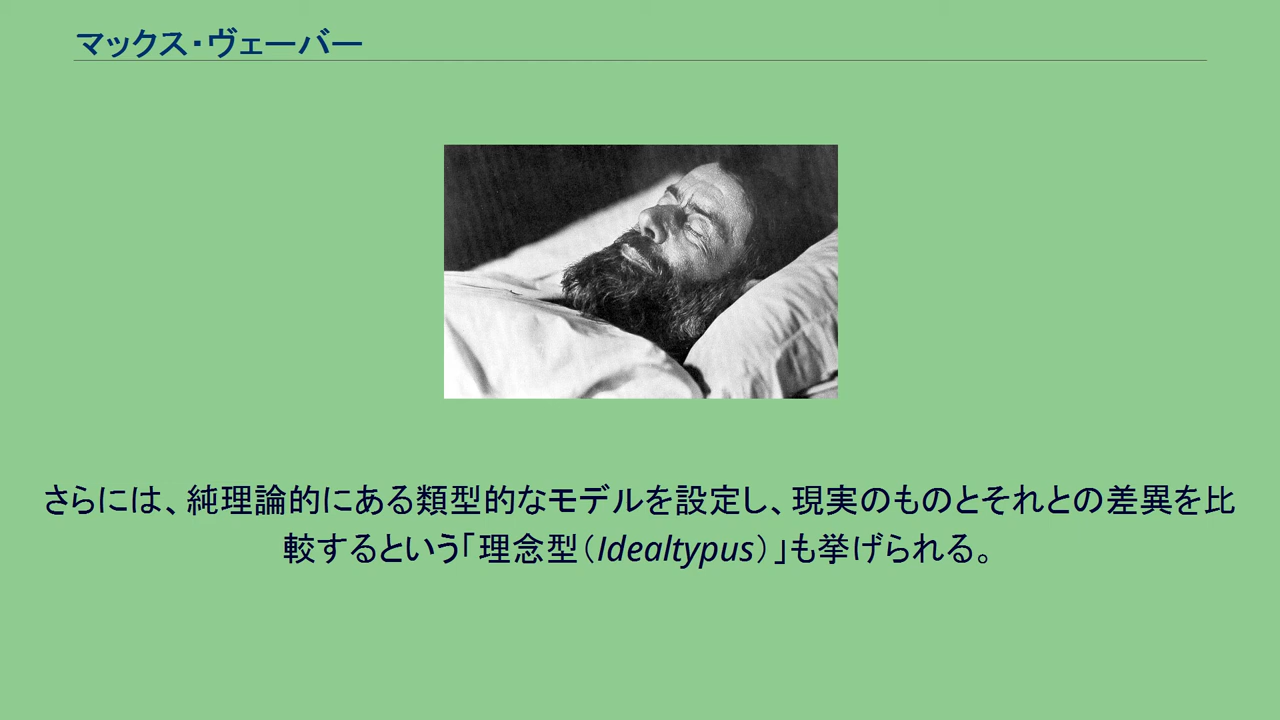 マックス・ヴェーバー
さらには、純理論的にある類型的なモデルを設定し、現実のものとそれとの差異を比
較するという「理念型（Idealtypus）」も挙げられる。